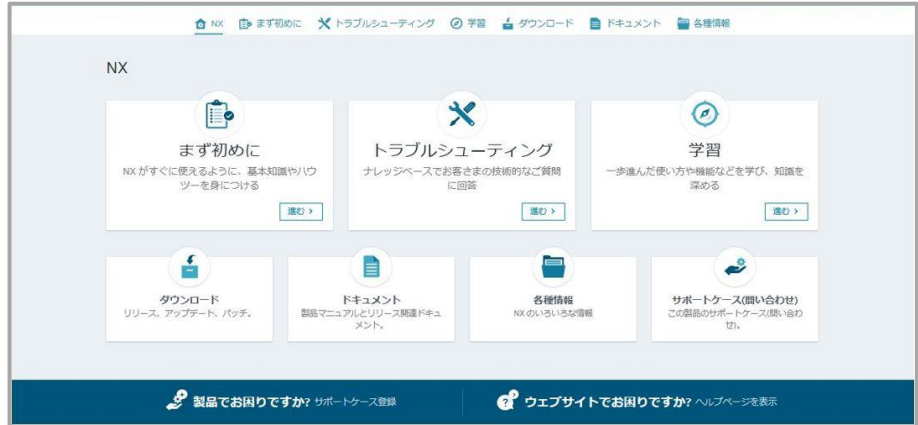 NX まず初めに トラブルシューティング 学習 ダウンロード ドキュメント 各種情報
NX
まず初めに
NX がすぐに使えるように、基本知識やハウ
ツーを身につける
進む >
トラブルシューティング
ナレッジベースでお客さまの技術的なご質問
に回答
進む >
学習
一歩進んだ使い方や機能などを学び、知識を
深める
進む >
ダウンロード
リリース、アップデート、パッチ。
ドキュメント
製品マニュアルとリリース関連ドキュ
メント。
各種情報
NX のいろいろな情報
サポートケース(問い合わせ)
この製品のサポートケース(問い合わ
せ)。
製品でお困りですか? サポートケース登録
ウェブサイトでお困りですか? ヘルプページを表示